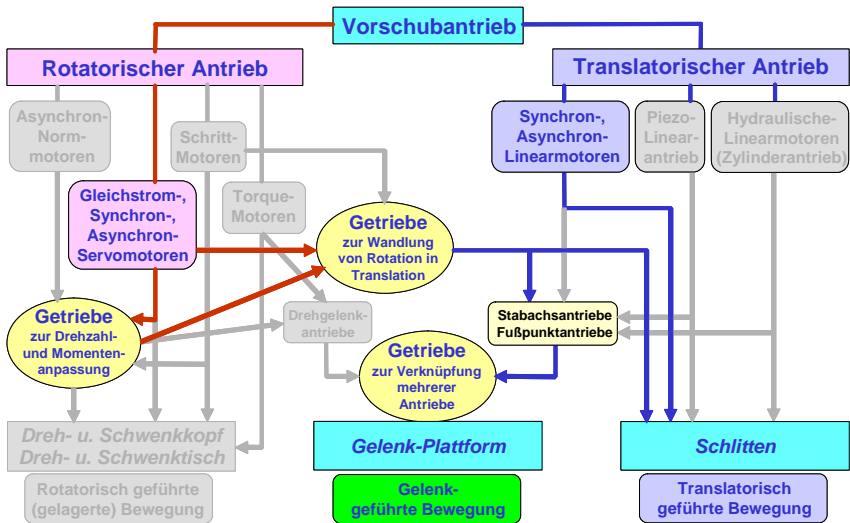 Vorschubantrieb
Rotatorischer Antrieb
Translatorischer Antrieb
Asynchron-
Norm-
motoren
Schritt-
Motoren
Synchron-,
Asynchron-
Linearmotoren
Piezo-
Linear-
antrieb
Hydraulische-
Linearmotoren
(Zylinderantrieb)
Gleichstrom-,
Synchron-,
Asynchron-
Servomotoren
Torque-
Motoren
Getriebe
zur Wandlung
von Rotation in
Translation
Getriebe
zur Drehzahl-
und Momenten-
anpassung
Drehgelenk-
antriebe
Stabachsantriebe
Fußpunktantriebe
Getriebe
zur Verknüpfung
mehrerer
Antriebe
Dreh- u. Schwenkkopf
Dreh- u. Schwenktisch
Gelenk-Plattform
Schlitten
Rotatorisch geführte
(gelagerte) Bewegung
Gelenk-
geführte Bewegung
Translatorisch
geführte Bewegung